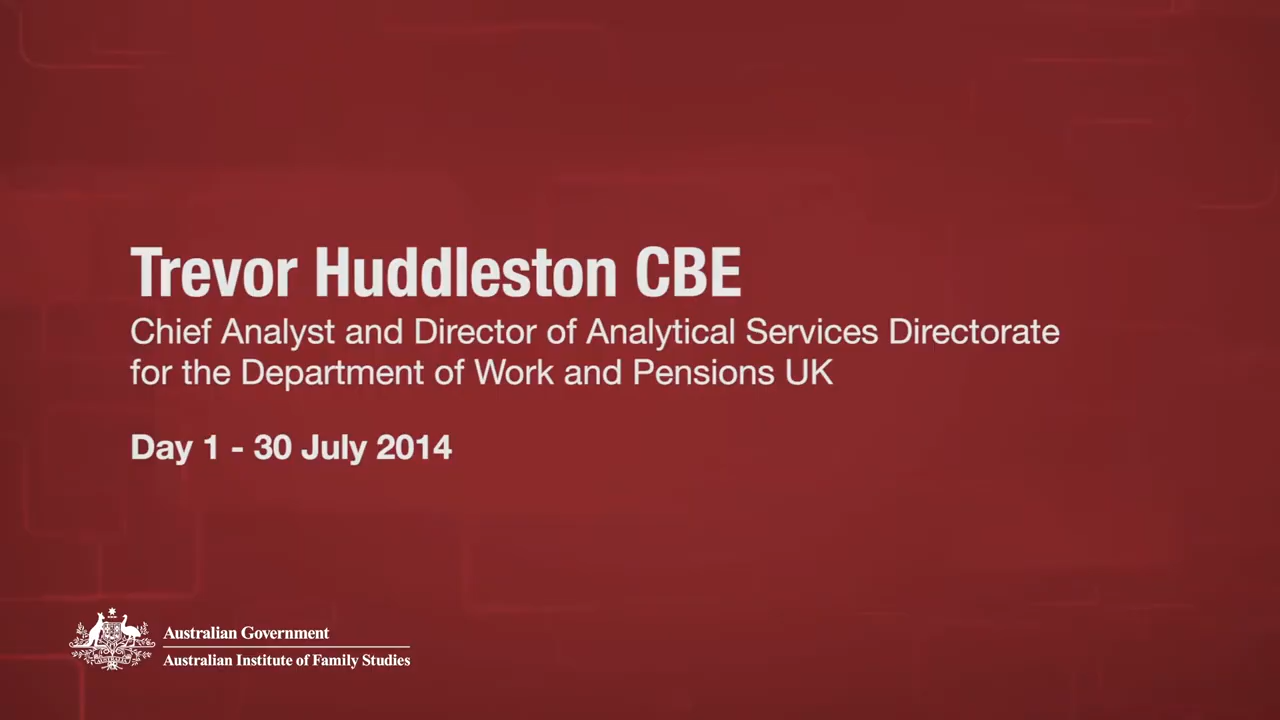 Trevor Huddleston CBE
Chief Analyst and Director of Analytical Services Directorate
for the Department of Work and Pensions UK
Day 1 - 30 July 2014
Australian Government
Australian Institute of Family Studies